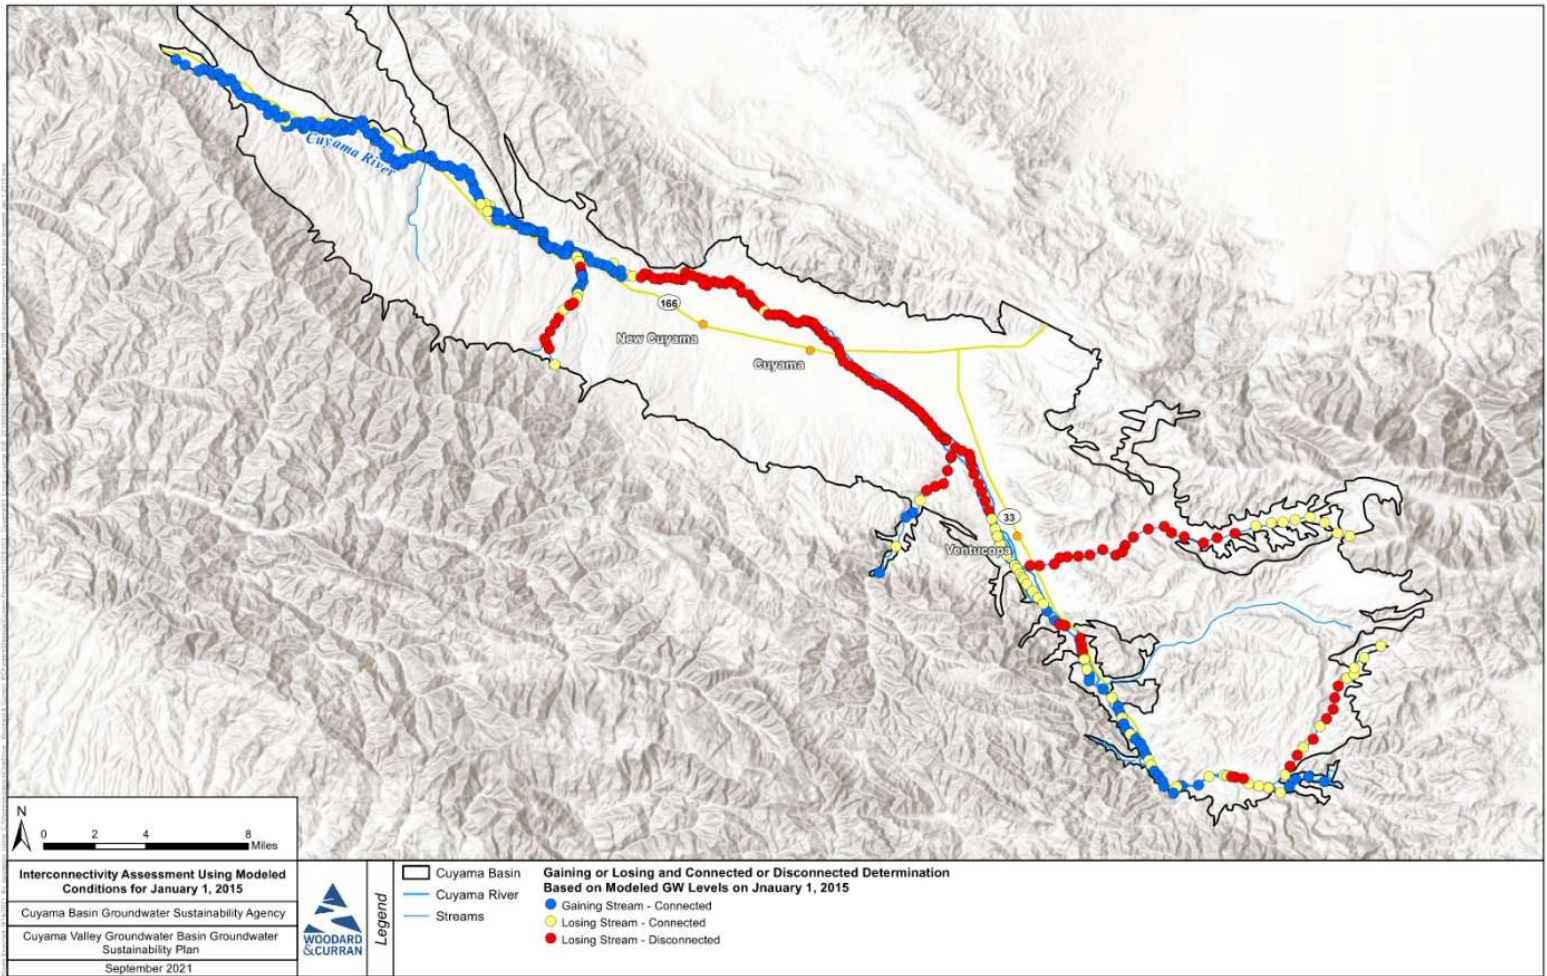 Cuyama River
166
New Cuyama
Cuyama
33
Ventucopa
N
0 2 4 8
Miles
Interconnectivity Assessment Using Modeled
Conditions for January 1, 2015
Cuyama Basin Groundwater Sustainability Agency
Cuyama Valley Groundwater Basin Groundwater
Sustainability Plan
September 2021
WOODARD
&CURRAN
Legend
Cuyama Basin
Cuyama River
Streams
Gaining or Losing and Connected or Disconnected Determination
Based on Modeled GW Levels on Jnauary 1, 2015
Gaining Stream - Connected
Losing Stream - Connected
Losing Stream - Disconnected